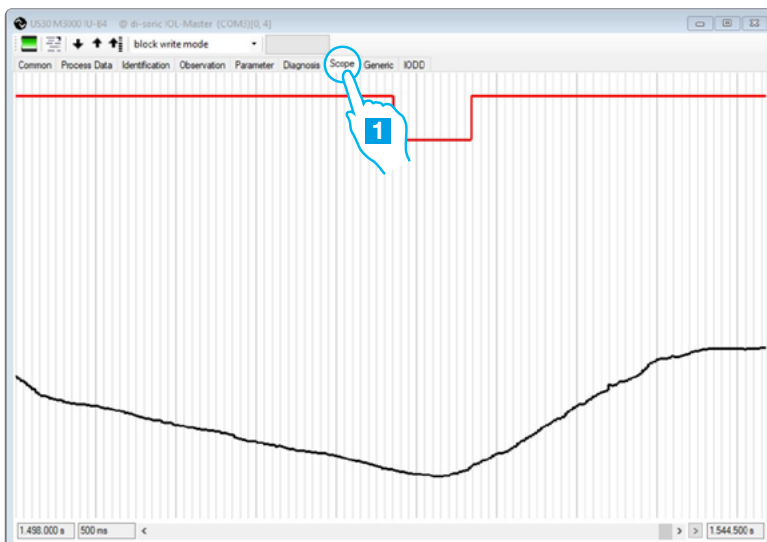 US30 M3000 IU-B4 @ di-soric IOL-Master (COM3)[0, 4]
block write mode
Common Process Data Identification Observation Parameter Diagnosis Scope Generic IODD
1
1.498.000 s 500 ms < > > 1.544.500 s